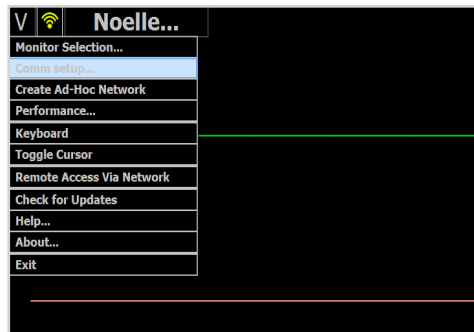 V Noelle...
Monitor Selection...
Comm setup...
Create Ad-Hoc Network
Performance...
Keyboard
Toggle Cursor
Remote Access Via Network
Check for Updates
Help...
About...
Exit